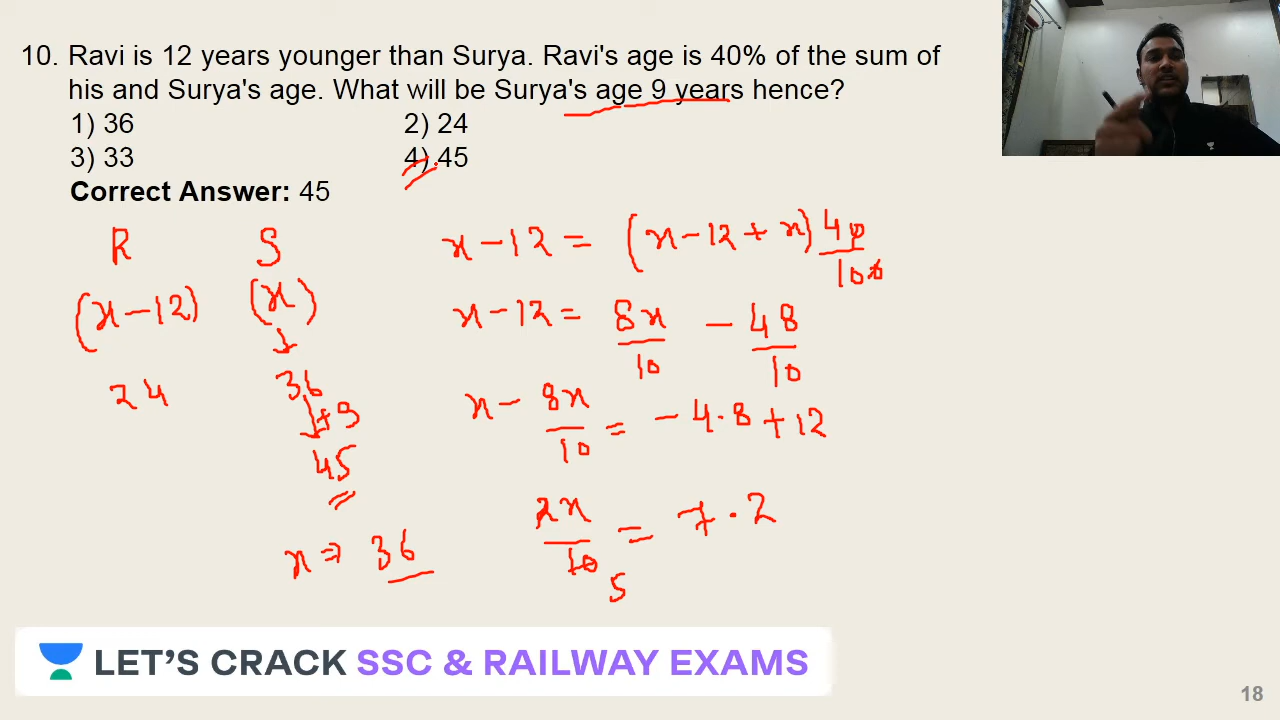 10. Ravi is 12 years younger than Surya. Ravi's age is 40% of the sum of
his and Surya's age. What will be Surya's age 9 years hence?
1) 36 2) 24
3) 33 4) 45
Correct Answer: 45
R S
(x-12) (x)
24 36
+9
45
x ⇒ 36
x-12 = (x-12+x) 40/100
x-12 = 8x/10 - 48/10
x - 8x/10 = -4.8+12
2x/10 = 7.2
5
LET'S CRACK SSC & RAILWAY EXAMS
18